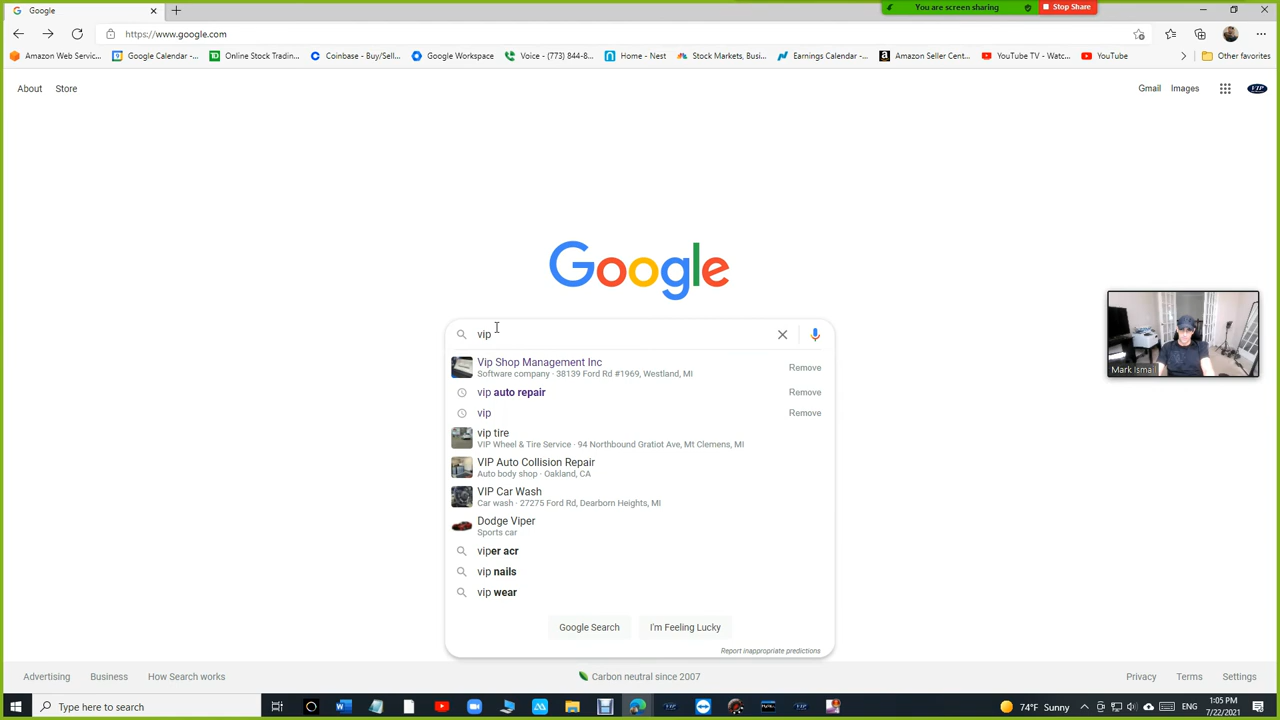 Google
You are screen sharing
Stop Share
https://www.google.com
Amazon Web Servic...
Google Calendar -...
Online Stock Tradin...
Coinbase - Buy/Sell...
Google Workspace
Voice - (773) 844-8...
Home - Nest
Stock Markets, Busi...
Earnings Calendar -...
Amazon Seller Cent...
YouTube TV - Watc...
YouTube
Other favorites
About
Store
Gmail
Images
VIP
Google
vip
Vip Shop Management Inc
Remove
Software company · 38139 Ford Rd #1969, Westland, MI
vip auto repair
Remove
vip
Remove
vip tire
VIP Wheel & Tire Service · 94 Northbound Gratiot Ave, Mt Clemens, MI
VIP Auto Collision Repair
Auto body shop · Oakland, CA
VIP Car Wash
Car wash · 27275 Ford Rd, Dearborn Heights, MI
Dodge Viper
Sports car
viper acr
vip nails
vip wear
Google Search
I'm Feeling Lucky
Report inappropriate predictions
Mark Ismail
Advertising
Business
How Search works
Carbon neutral since 2007
Privacy
Terms
Settings
Type here to search
74°F Sunny
ENG
1:05 PM
7/22/2021